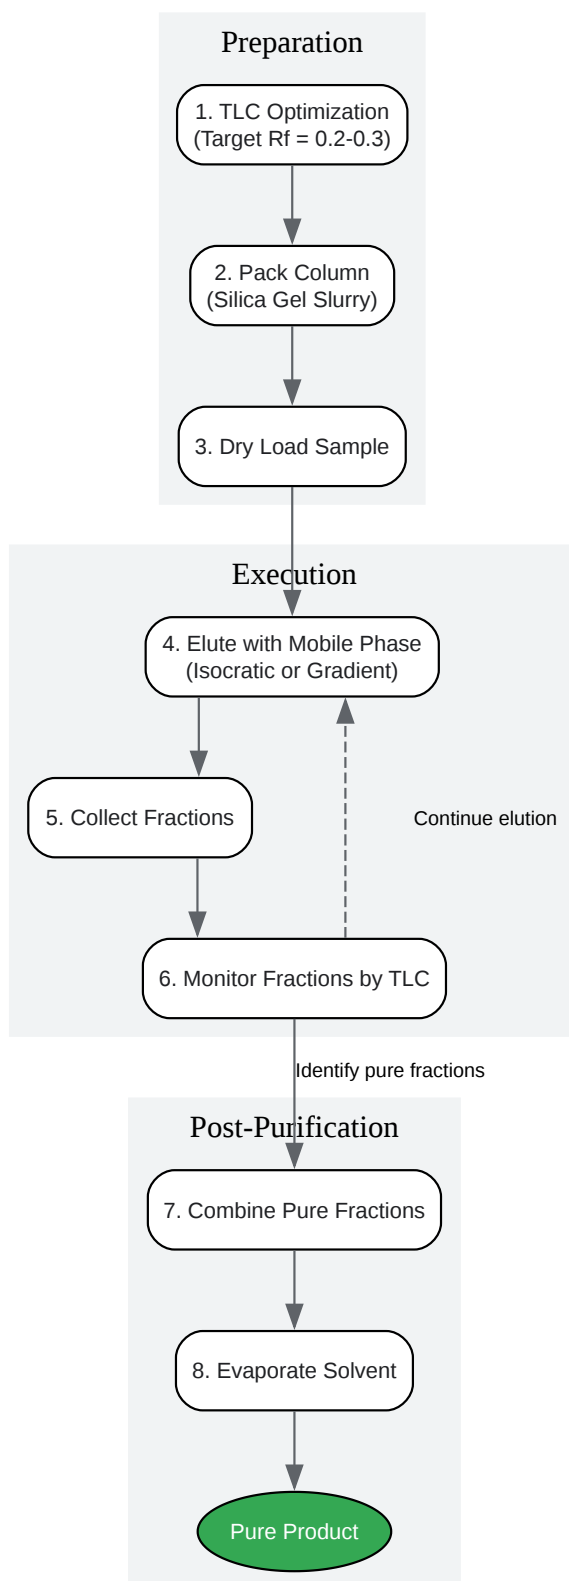 Preparation
1. TLC Optimization
(Target Rf = 0.2-0.3)
2. Pack Column
(Silica Gel Slurry)
3. Dry Load Sample
Execution
4. Elute with Mobile Phase
(Isocratic or Gradient)
5. Collect Fractions
Continue elution
6. Monitor Fractions by TLC
Identify pure fractions
Post-Purification
7. Combine Pure Fractions
8. Evaporate Solvent
Pure Product